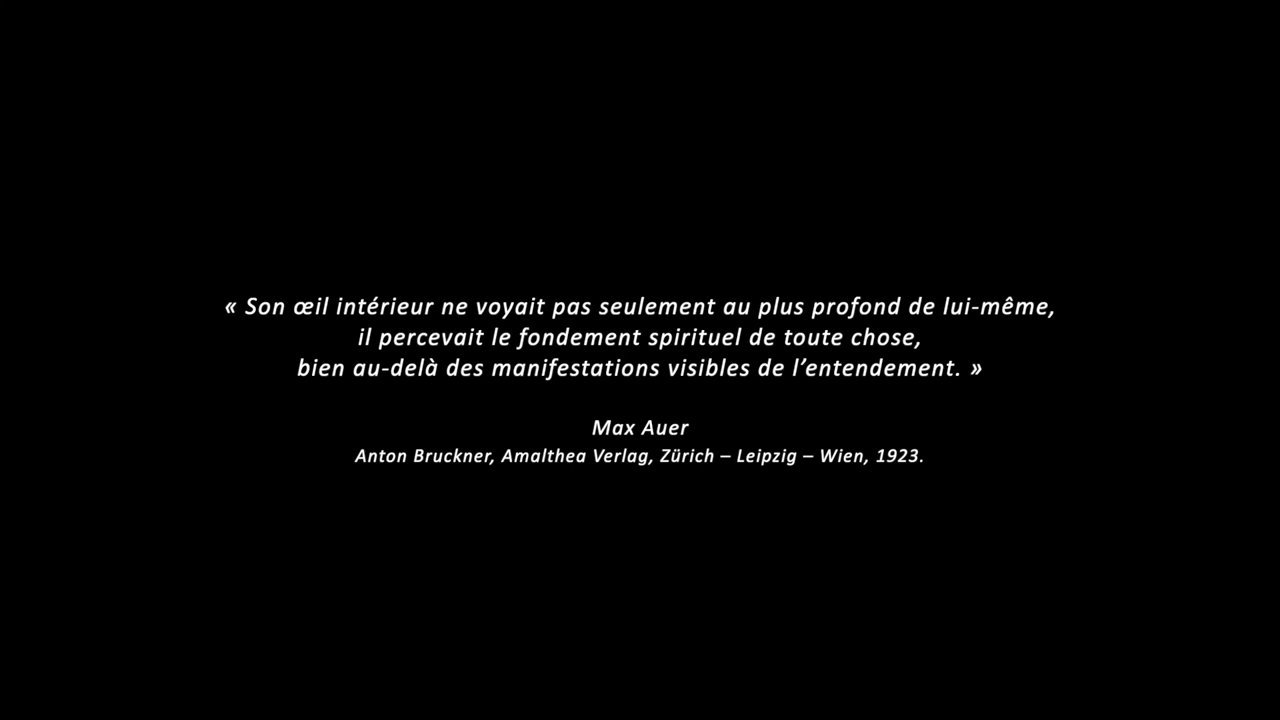 « Son œil intérieur ne voyait pas seulement au plus profond de lui-même,
il percevait le fondement spirituel de toute chose,
bien au-delà des manifestations visibles de l’entendement. »
Max Auer
Anton Bruckner, Amalthea Verlag, Zürich – Leipzig – Wien, 1923.